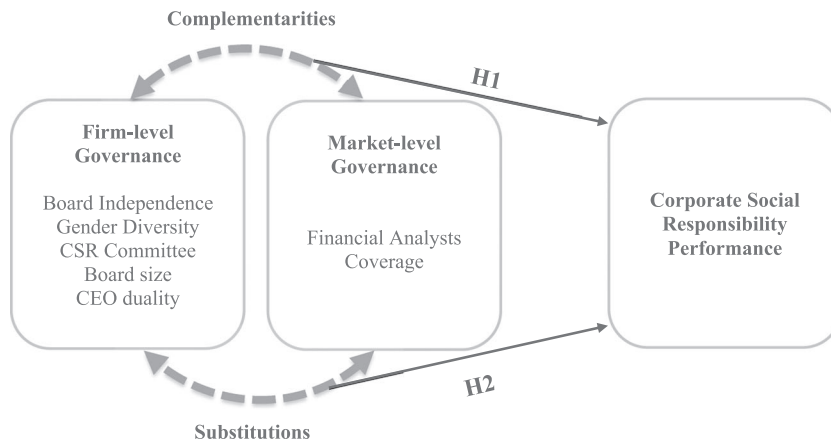 Complementarities
H1
Firm-level
Governance
Board Independence
Gender Diversity
CSR Committee
Board size
CEO duality
Market-level
Governance
Financial Analysts
Coverage
Corporate Social
Responsibility
Performance
H2
Substitutions